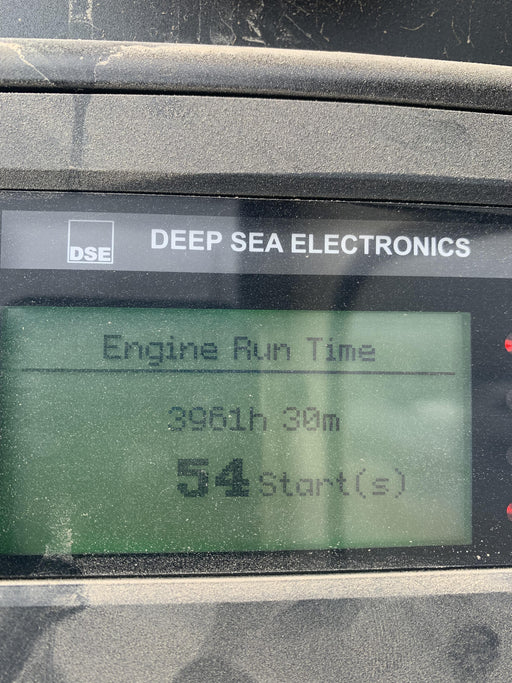 DSE
DEEP SEA ELECTRONICS
Engine Run Time
3961h 30m
54 Start(s)